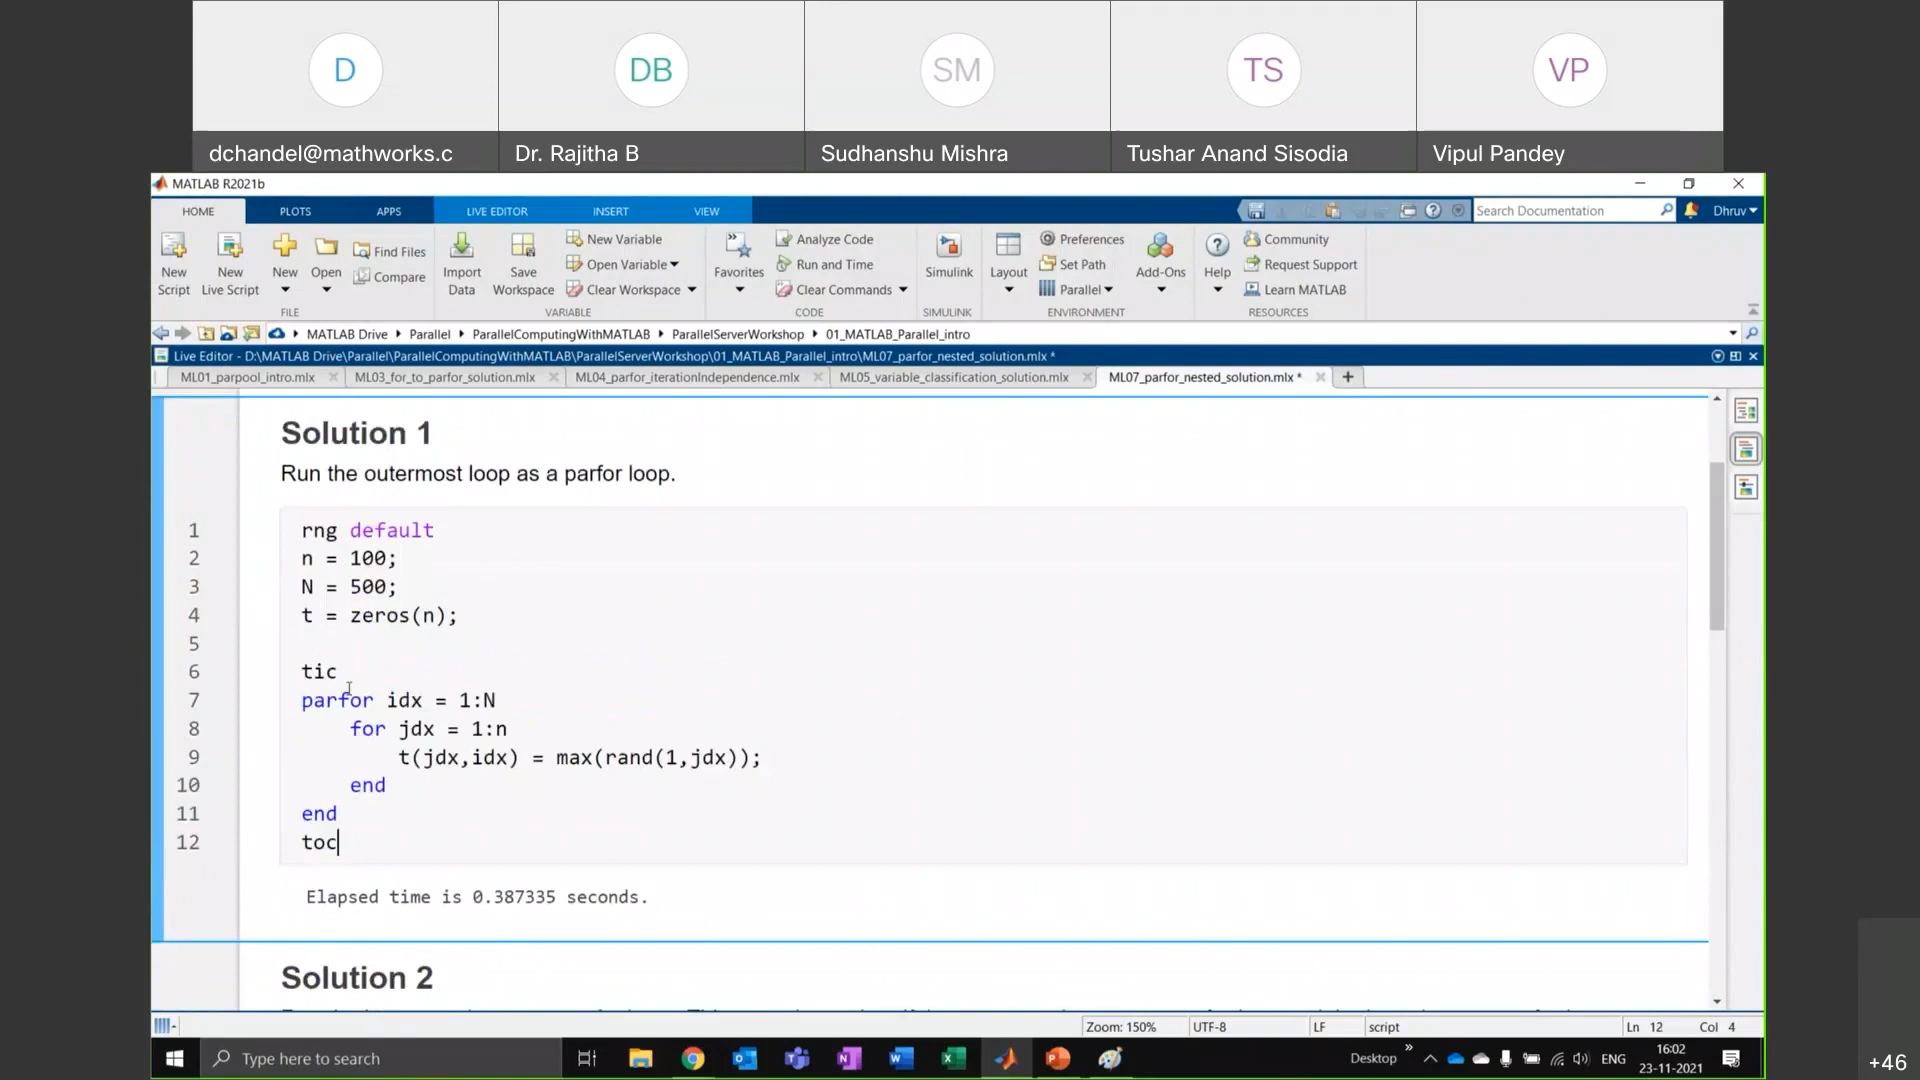 D
DB
SM
TS
VP
dchandel@mathworks.c
Dr. Rajitha B
Sudhanshu Mishra
Tushar Anand Sisodia
Vipul Pandey
MATLAB R2021b
HOME PLOTS APPS LIVE EDITOR INSERT VIEW
Search Documentation
Dhruv
New Script
New Live Script
New
Open
Find Files
Compare
FILE
Import Data
Save Workspace
New Variable
Open Variable
Clear Workspace
VARIABLE
Favorites
Analyze Code
Run and Time
Clear Commands
CODE
Simulink
SIMULINK
Layout
Preferences
Set Path
Parallel
Add-Ons
ENVIRONMENT
Help
Community
Request Support
Learn MATLAB
RESOURCES
MATLAB Drive Parallel ParallelComputingWithMATLAB ParallelServerWorkshop 01_MATLAB_Parallel_intro
Live Editor - D:\MATLAB Drive\Parallel\ParallelComputingWithMATLAB\ParallelServerWorkshop\01_MATLAB_Parallel_intro\ML07_parfor_nested_solution.mlx *
ML01_parpool_intro.mlx ML03_for_to_parfor_solution.mlx ML04_parfor_iterationIndependence.mlx ML05_variable_classification_solution.mlx ML07_parfor_nested_solution.mlx *
Solution 1
Run the outermost loop as a parfor loop.
1 rng default
2 n = 100;
3 N = 500;
4 t = zeros(n);
5
6 tic
7 parfor idx = 1:N
8 for jdx = 1:n
9 t(jdx,idx) = max(rand(1,jdx));
10 end
11 end
12 toc
Elapsed time is 0.387335 seconds.
Solution 2
Zoom: 150% UTF-8 LF script Ln 12 Col 4
Type here to search
Desktop
ENG
16:02
23-11-2021
+46